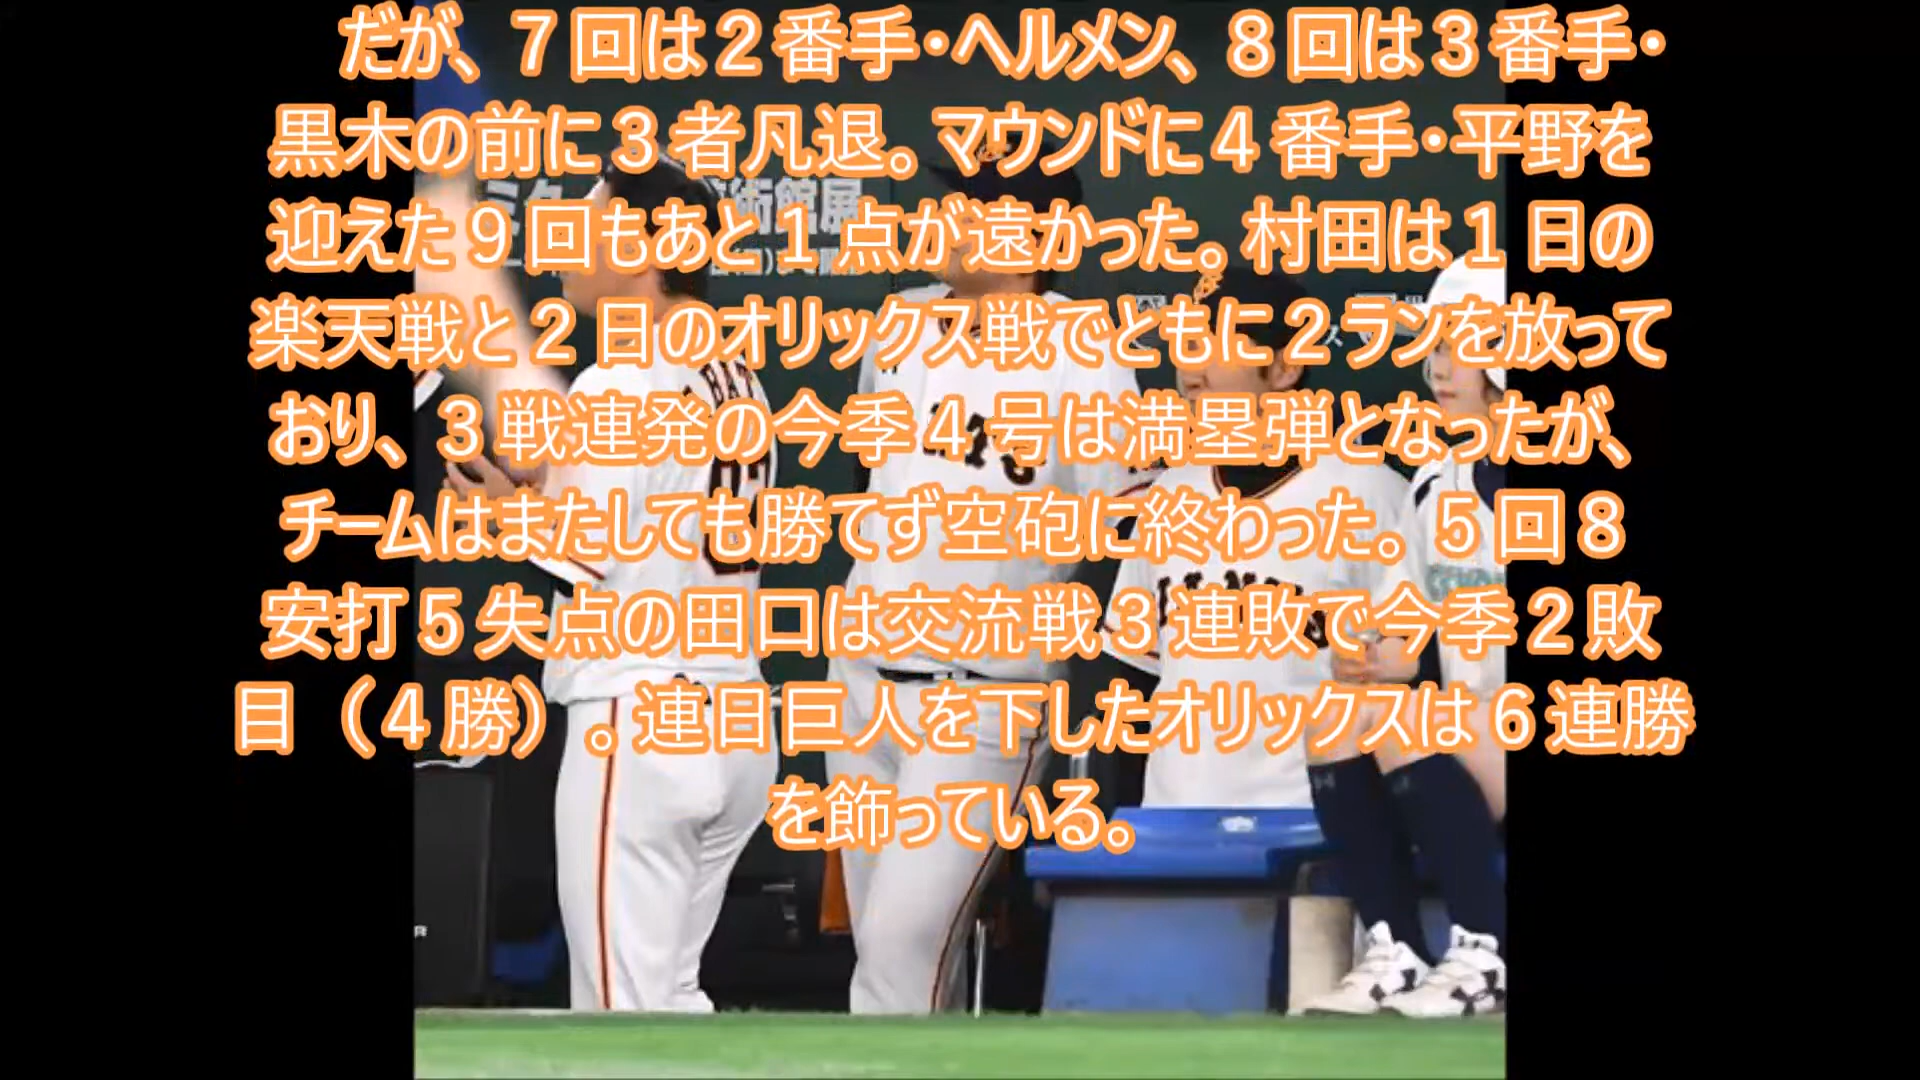 だが、７回は２番手・ヘルメン、８回は３番手・
黒木の前に３者凡退。マウンドに４番手・平野を
迎えた９回もあと１点が遠かった。村田は１日の
楽天戦と２日のオリックス戦でともに２ランを放って
おり、３戦連発の今季４号は満塁弾となったが、
チームはまたしても勝てず空砲に終わった。５回８
安打５失点の田口は交流戦３連敗で今季２敗
目（４勝）。連日巨人を下したオリックスは６連勝
を飾っている。
術館展